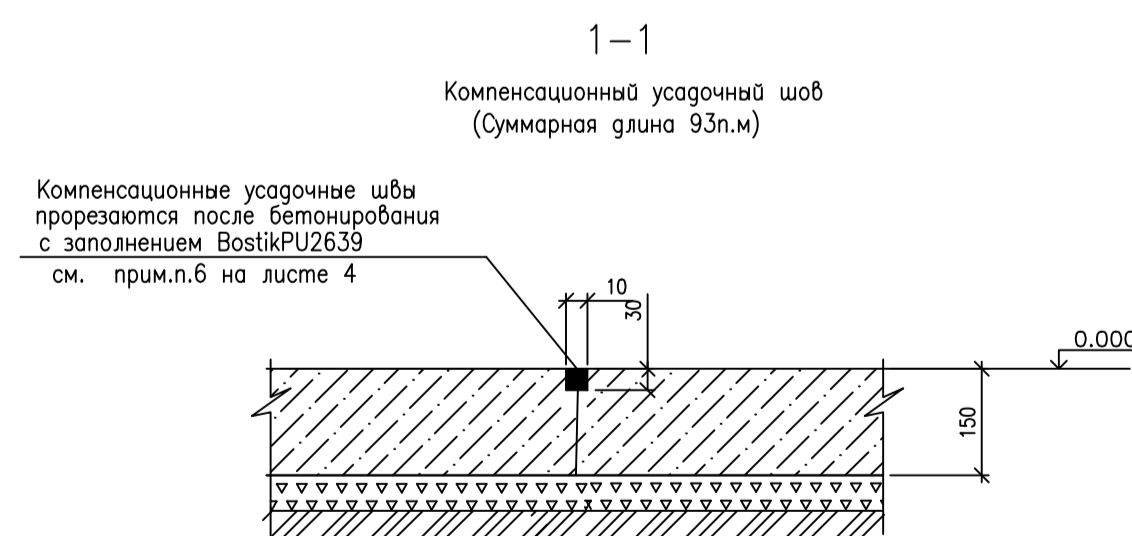 1-1
Компенсационный усадочный шов
(Суммарная длина 93п.м)
Компенсационные усадочные швы
прорезаются после бетонирования
с заполнением BostikPU2639
см. прим.п.6 на листе 4
10
30
0.000
150